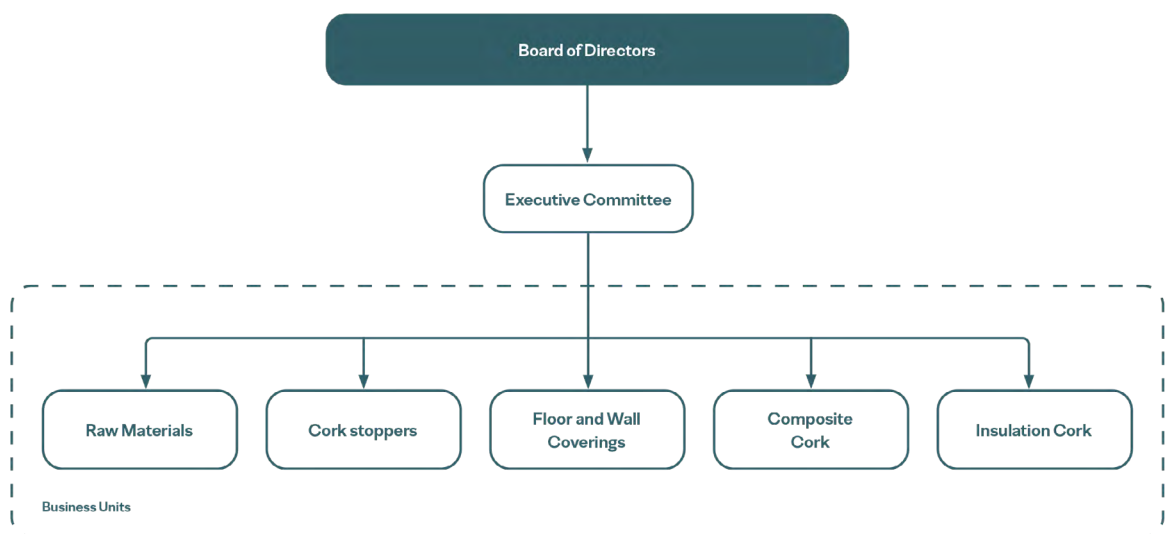 Board of Directors
Executive Committee
Raw Materials
Cork stoppers
Floor and Wall
Coverings
Composite
Cork
Insulation Cork
Business Units